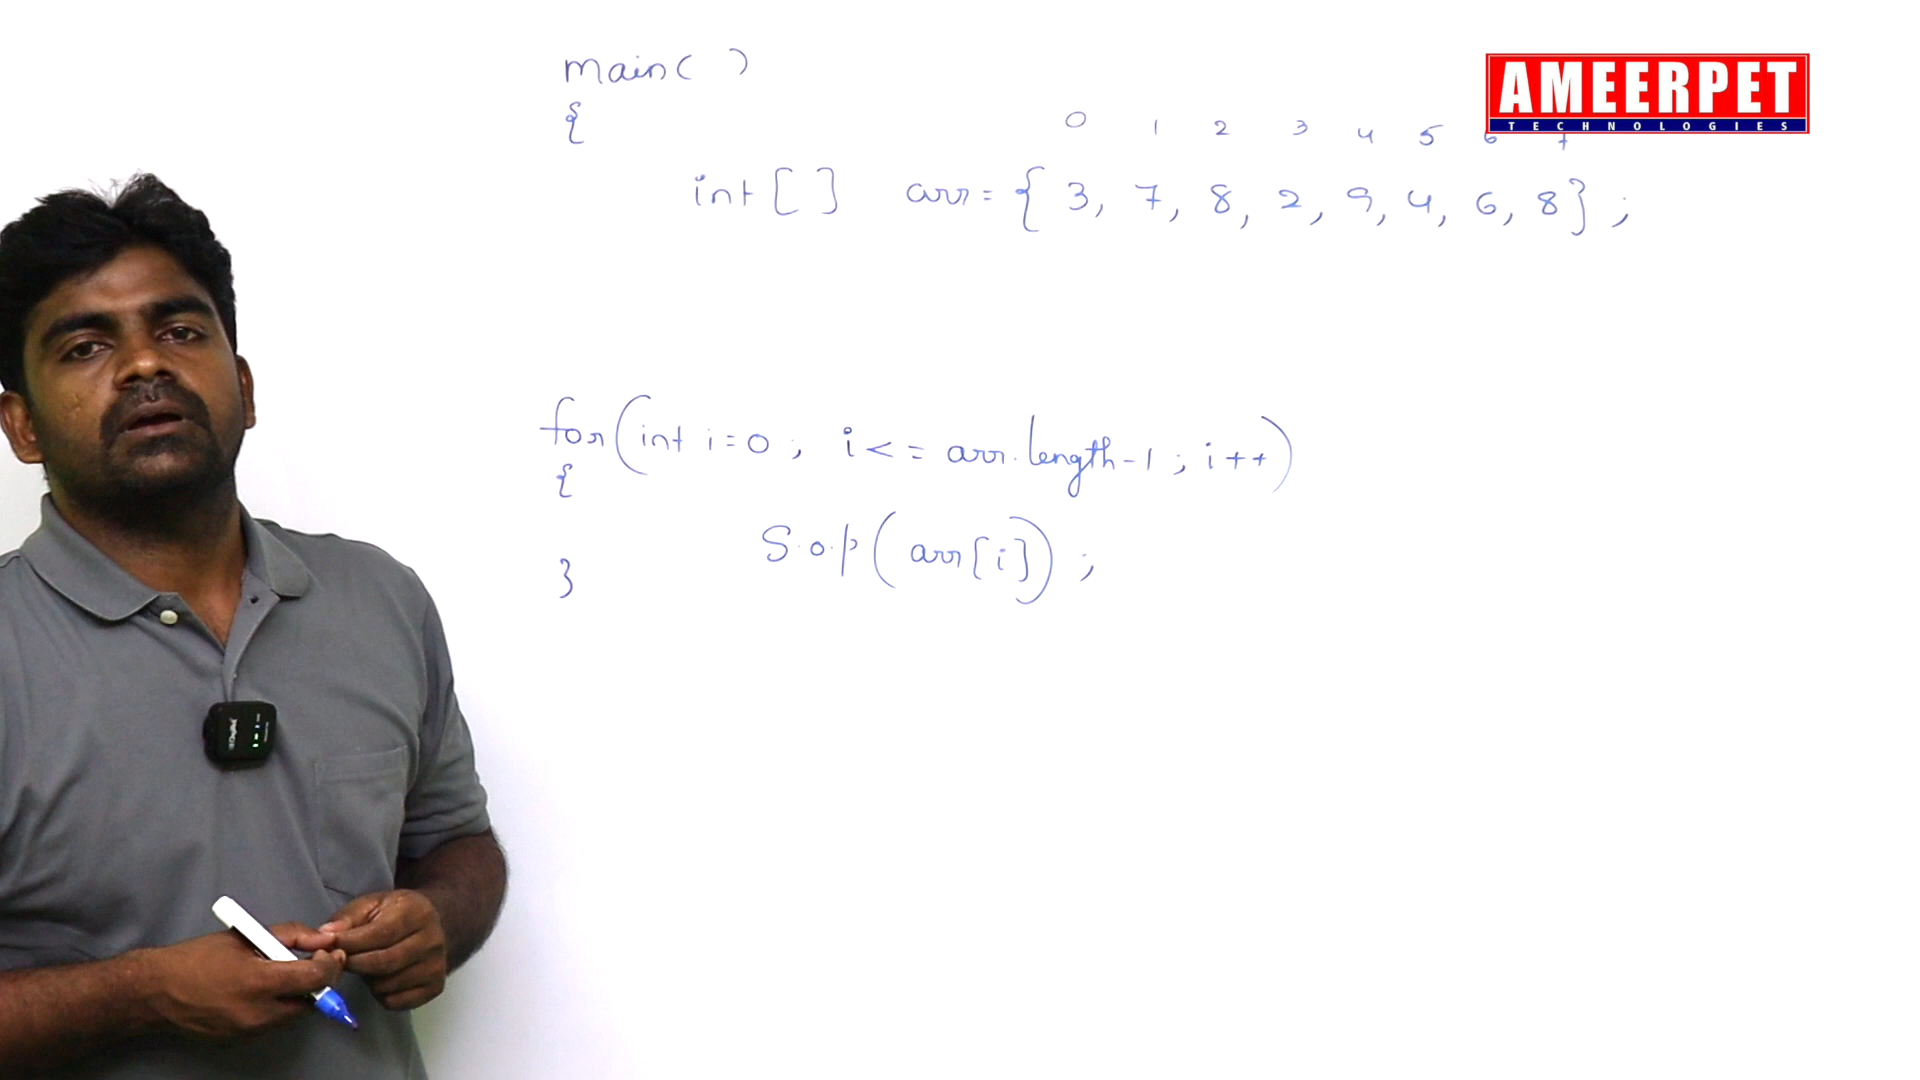 main( )
AMEERPET
TECHNOLOGIES
{
0 1 2 3 4 5 6 7
int [ ] arr = { 3, 7, 8, 2, 9, 4, 6, 8 } ;
for(int i=0 ; i<= arr.length-1 ; i++)
{
S.o.p( arr[i]) ;
}